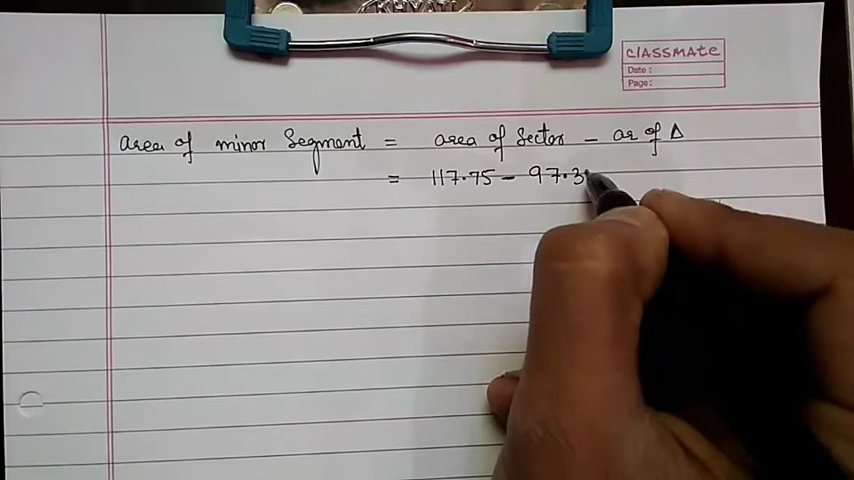 CLASSMATE
Date :
Page:
area of minor Segment = area of Sector - ar of Δ
= 117.75 - 97.3